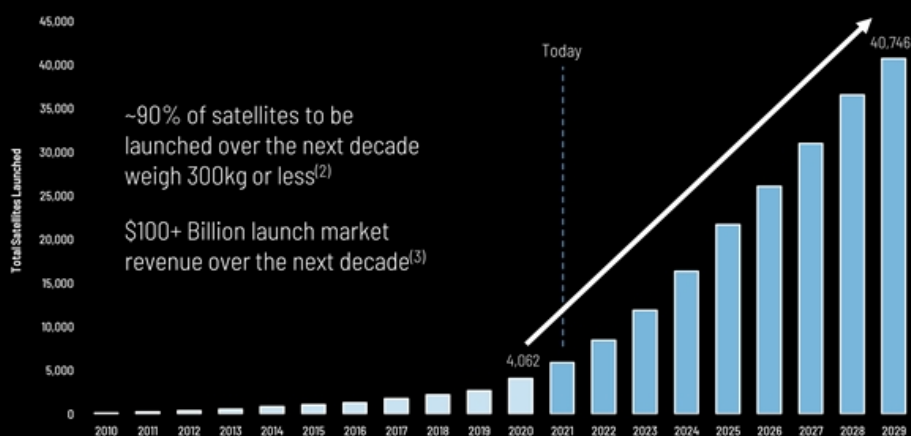 45,000
40,000
35,000
30,000
25,000
20,000
15,000
10,000
5,000
0
Total Satellites Launched
~90% of satellites to be
launched over the next decade
weigh 300kg or less(2)
$100+ Billion launch market
revenue over the next decade(3)
Today
4,062
40,746
2010 2011 2012 2013 2014 2015 2016 2017 2018 2019 2020 2021 2022 2023 2024 2025 2026 2027 2028 2029